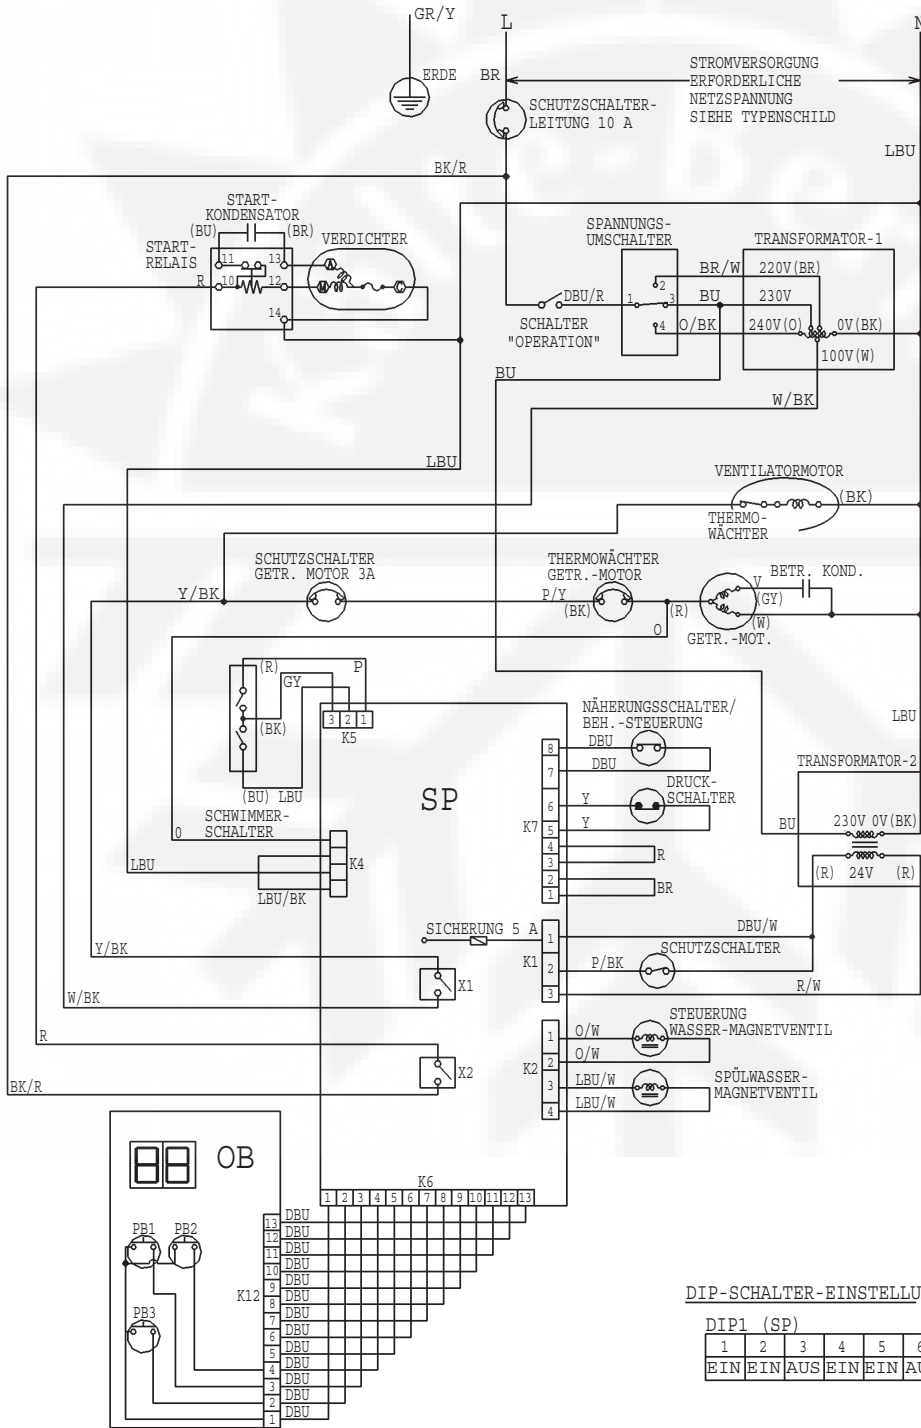 GR/Y
L
N
ERDE
BR
STROMVERSORGUNG
ERFORDERLICHE
NETZSPANNUNG
SIEHE TYPENSCHILD
SCHUTZSCHALTER-
LEITUNG 10 A
LBU
BK/R
START-
KONDENSATOR
(BU)
(BR)
START-
RELAIS
VERDICHTER
11
13
R
10
12
14
A
M
C
SPANNUNGS-
UMSCHALTER
TRANSFORMATOR-1
BR/W
220V(BR)
2
DBU/R
1
3
BU
230V
SCHALTER
"OPERATION"
4
O/BK
240V(O)
0V(BK)
100V(W)
BU
W/BK
LBU
VENTILATORMOTOR
(BK)
THERMO-
WÄCHTER
SCHUTZSCHALTER
GETR. MOTOR 3A
THERMOWÄCHTER
GETR.-MOTOR
BETR. KOND.
Y/BK
P/Y
(BK)
(R)
V
(GY)
(W)
O
GETR.-MOT.
(R)
P
GY
(BK)
3 2 1
K5
(BU) LBU
SCHWIMMER-
SCHALTER
O
K4
LBU
LBU/BK
SP
NÄHERUNGSSCHALTER/
BEH.-STEUERUNG
LBU
8
DBU
7
DBU
DRUCK-
SCHALTER
TRANSFORMATOR-2
6
Y
K7
5
Y
4
3
R
2
1
BR
BU
230V 0V(BK)
(R)
24V
(R)
SICHERUNG 5 A
1
DBU/W
K1
SCHUTZSCHALTER
2
P/BK
3
R/W
Y/BK
X1
W/BK
STEUERUNG
WASSER-MAGNETVENTIL
1
O/W
2
O/W
K2
R
X2
SPÜLWASSER-
MAGNETVENTIL
3
LBU/W
4
LBU/W
BK/R
88
OB
K6
1 2 3 4 5 6 7 8 9 10 11 12 13
PB1
PB2
PB3
K12
13 DBU
12 DBU
11 DBU
10 DBU
9 DBU
8 DBU
7 DBU
6 DBU
5 DBU
4 DBU
3 DBU
2 DBU
1 DBU
DIP-SCHALTER-EINSTELLU
DIP1 (SP)
1 2 3 4 5 6
EIN EIN AUS EIN EIN AU